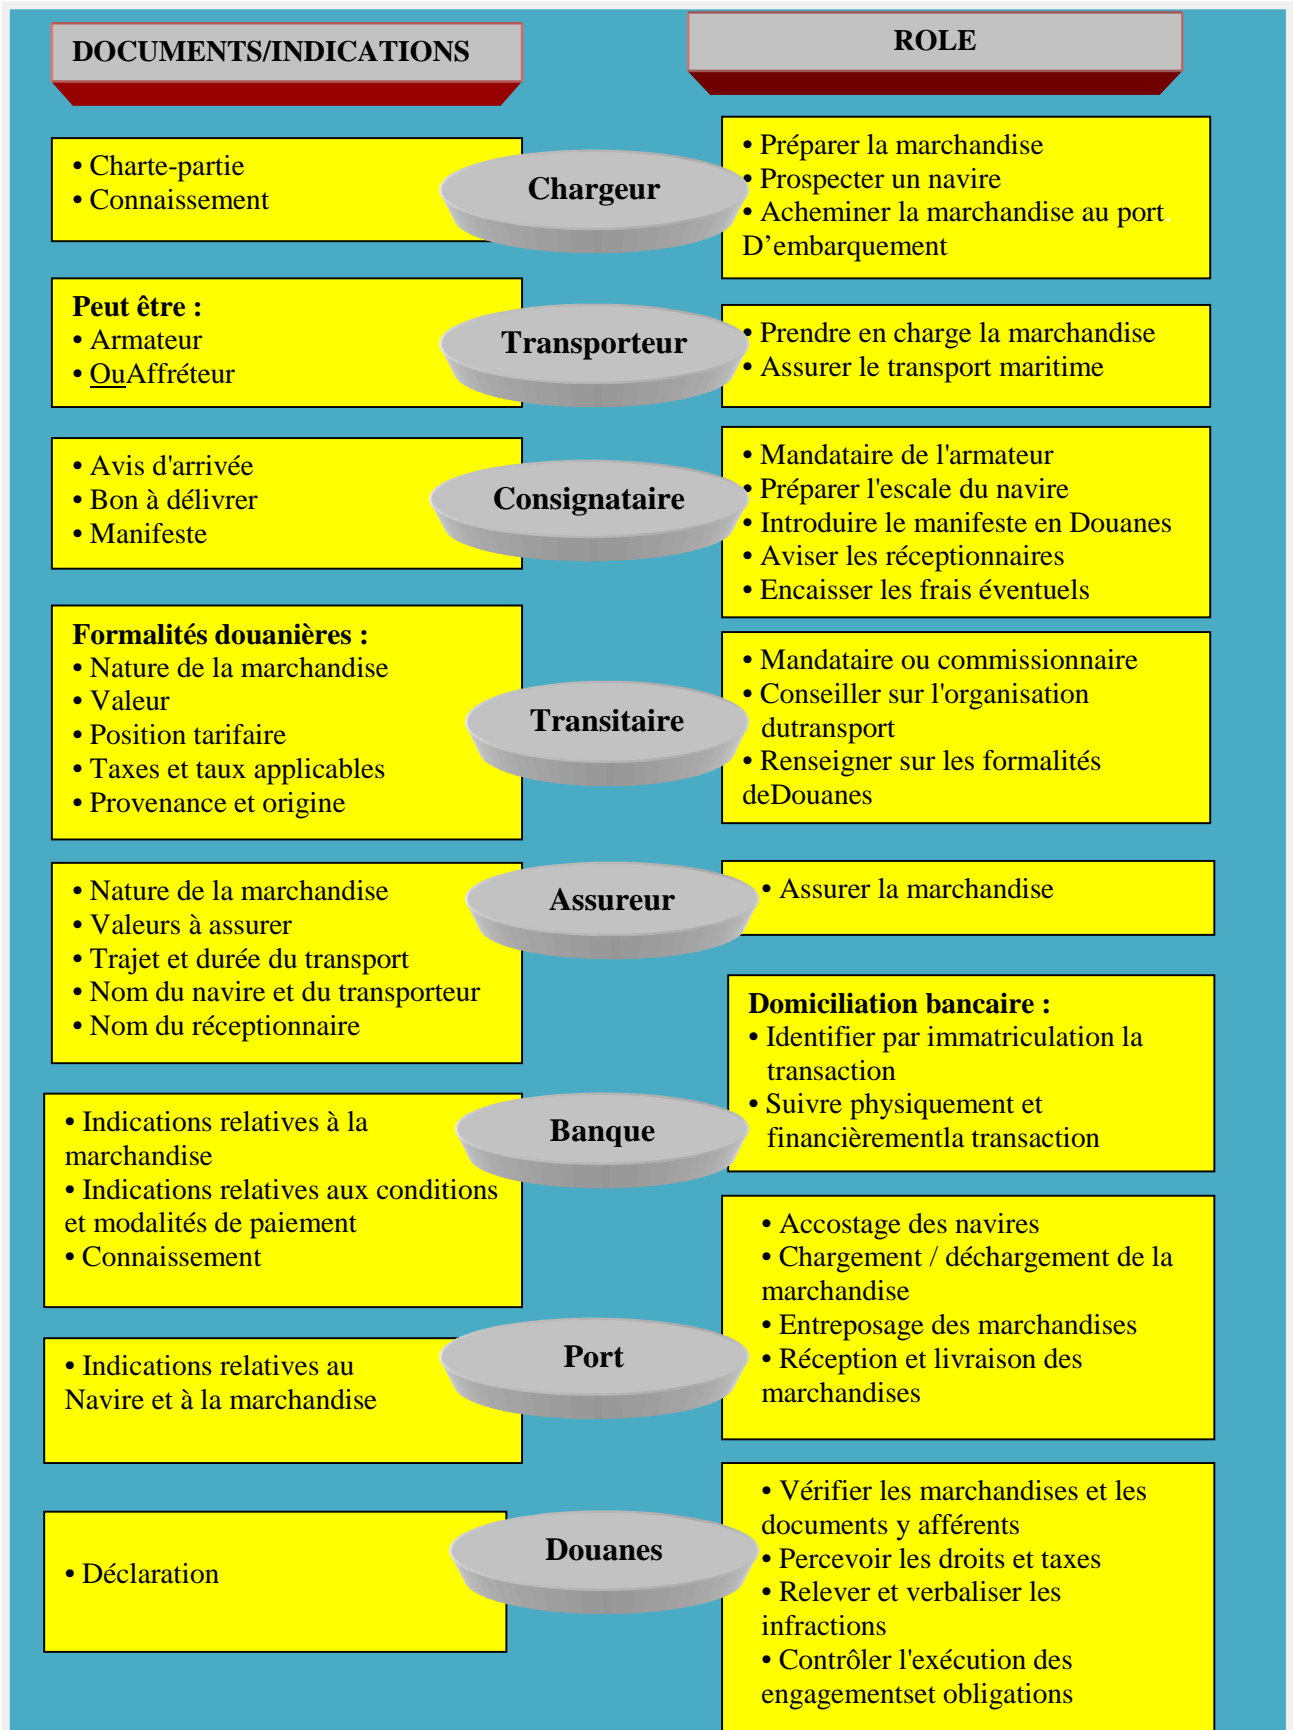 DOCUMENTS/INDICATIONS
ROLE
• Charte-partie
• Connaissement
Chargeur
• Préparer la marchandise
• Prospecter un navire
• Acheminer la marchandise au port.
D’embarquement
Peut être :
• Armateur
• OuAffréteur
Transporteur
• Prendre en charge la marchandise
• Assurer le transport maritime
• Avis d'arrivée
• Bon à délivrer
• Manifeste
Consignataire
• Mandataire de l'armateur
• Préparer l'escale du navire
• Introduire le manifeste en Douanes
• Aviser les réceptionnaires
• Encaisser les frais éventuels
Formalités douanières :
• Nature de la marchandise
• Valeur
• Position tarifaire
• Taxes et taux applicables
• Provenance et origine
Transitaire
• Mandataire ou commissionnaire
• Conseiller sur l'organisation
dutransport
• Renseigner sur les formalités
deDouanes
• Nature de la marchandise
• Valeurs à assurer
• Trajet et durée du transport
• Nom du navire et du transporteur
• Nom du réceptionnaire
Assureur
• Assurer la marchandise
• Indications relatives à la
marchandise
• Indications relatives aux conditions
et modalités de paiement
• Connaissement
Banque
Domiciliation bancaire :
• Identifier par immatriculation la
transaction
• Suivre physiquement et
financièrementla transaction
• Indications relatives au
Navire et à la marchandise
Port
• Accostage des navires
• Chargement / déchargement de la
marchandise
• Entreposage des marchandises
• Réception et livraison des
marchandises
• Déclaration
Douanes
• Vérifier les marchandises et les
documents y afférents
• Percevoir les droits et taxes
• Relever et verbaliser les
infractions
• Contrôler l'exécution des
engagementset obligations